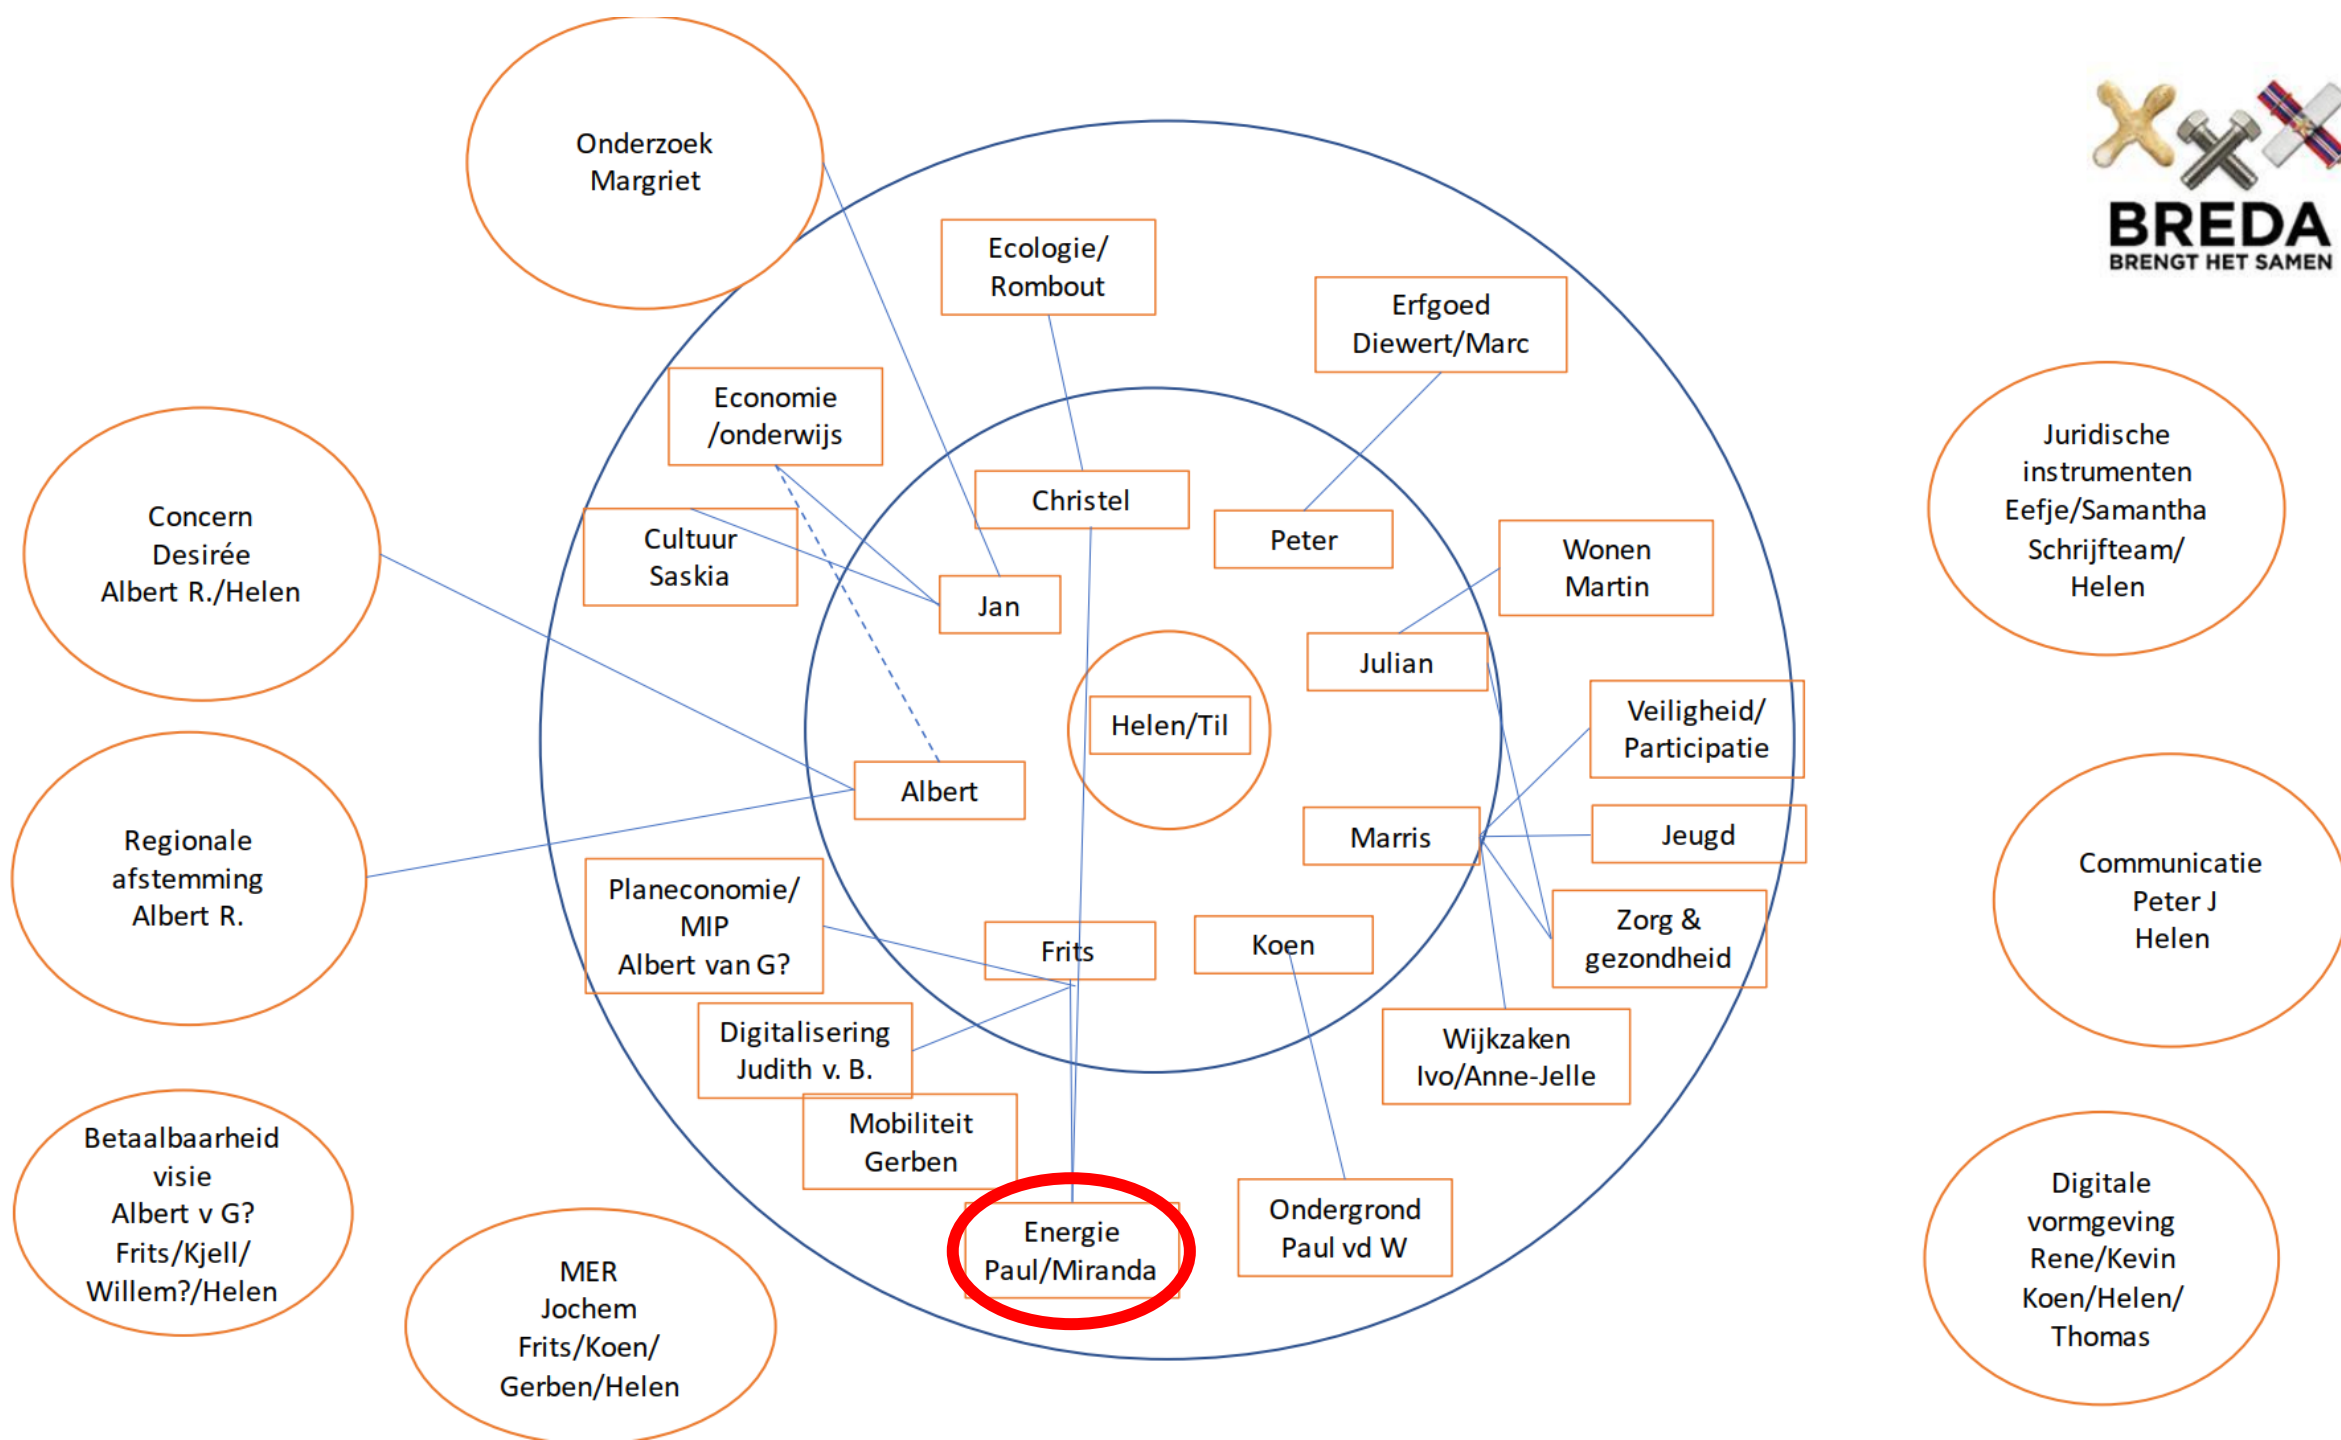 Onderzoek
Margriet
BREDA
BRENGT HET SAMEN
Ecologie/
Rombout
Erfgoed
Diewert/Marc
Economie
/onderwijs
Juridische
instrumenten
Eefje/Samantha
Schrijfteam/
Helen
Concern
Desirée
Albert R./Helen
Cultuur
Saskia
Christel
Peter
Wonen
Martin
Jan
Julian
Helen/Til
Veiligheid/
Participatie
Albert
Marris
Jeugd
Regionale
afstemming
Albert R.
Planeconomie/
MIP
Albert van G?
Frits
Koen
Zorg &
gezondheid
Communicatie
Peter J
Helen
Digitalisering
Judith v. B.
Wijkzaken
Ivo/Anne-Jelle
Mobiliteit
Gerben
Betaalbaarheid
visie
Albert v G?
Frits/Kjell/
Willem?/Helen
Energie
Paul/Miranda
Ondergrond
Paul vd W
Digitale
vormgeving
Rene/Kevin
Koen/Helen/
Thomas
MER
Jochem
Frits/Koen/
Gerben/Helen